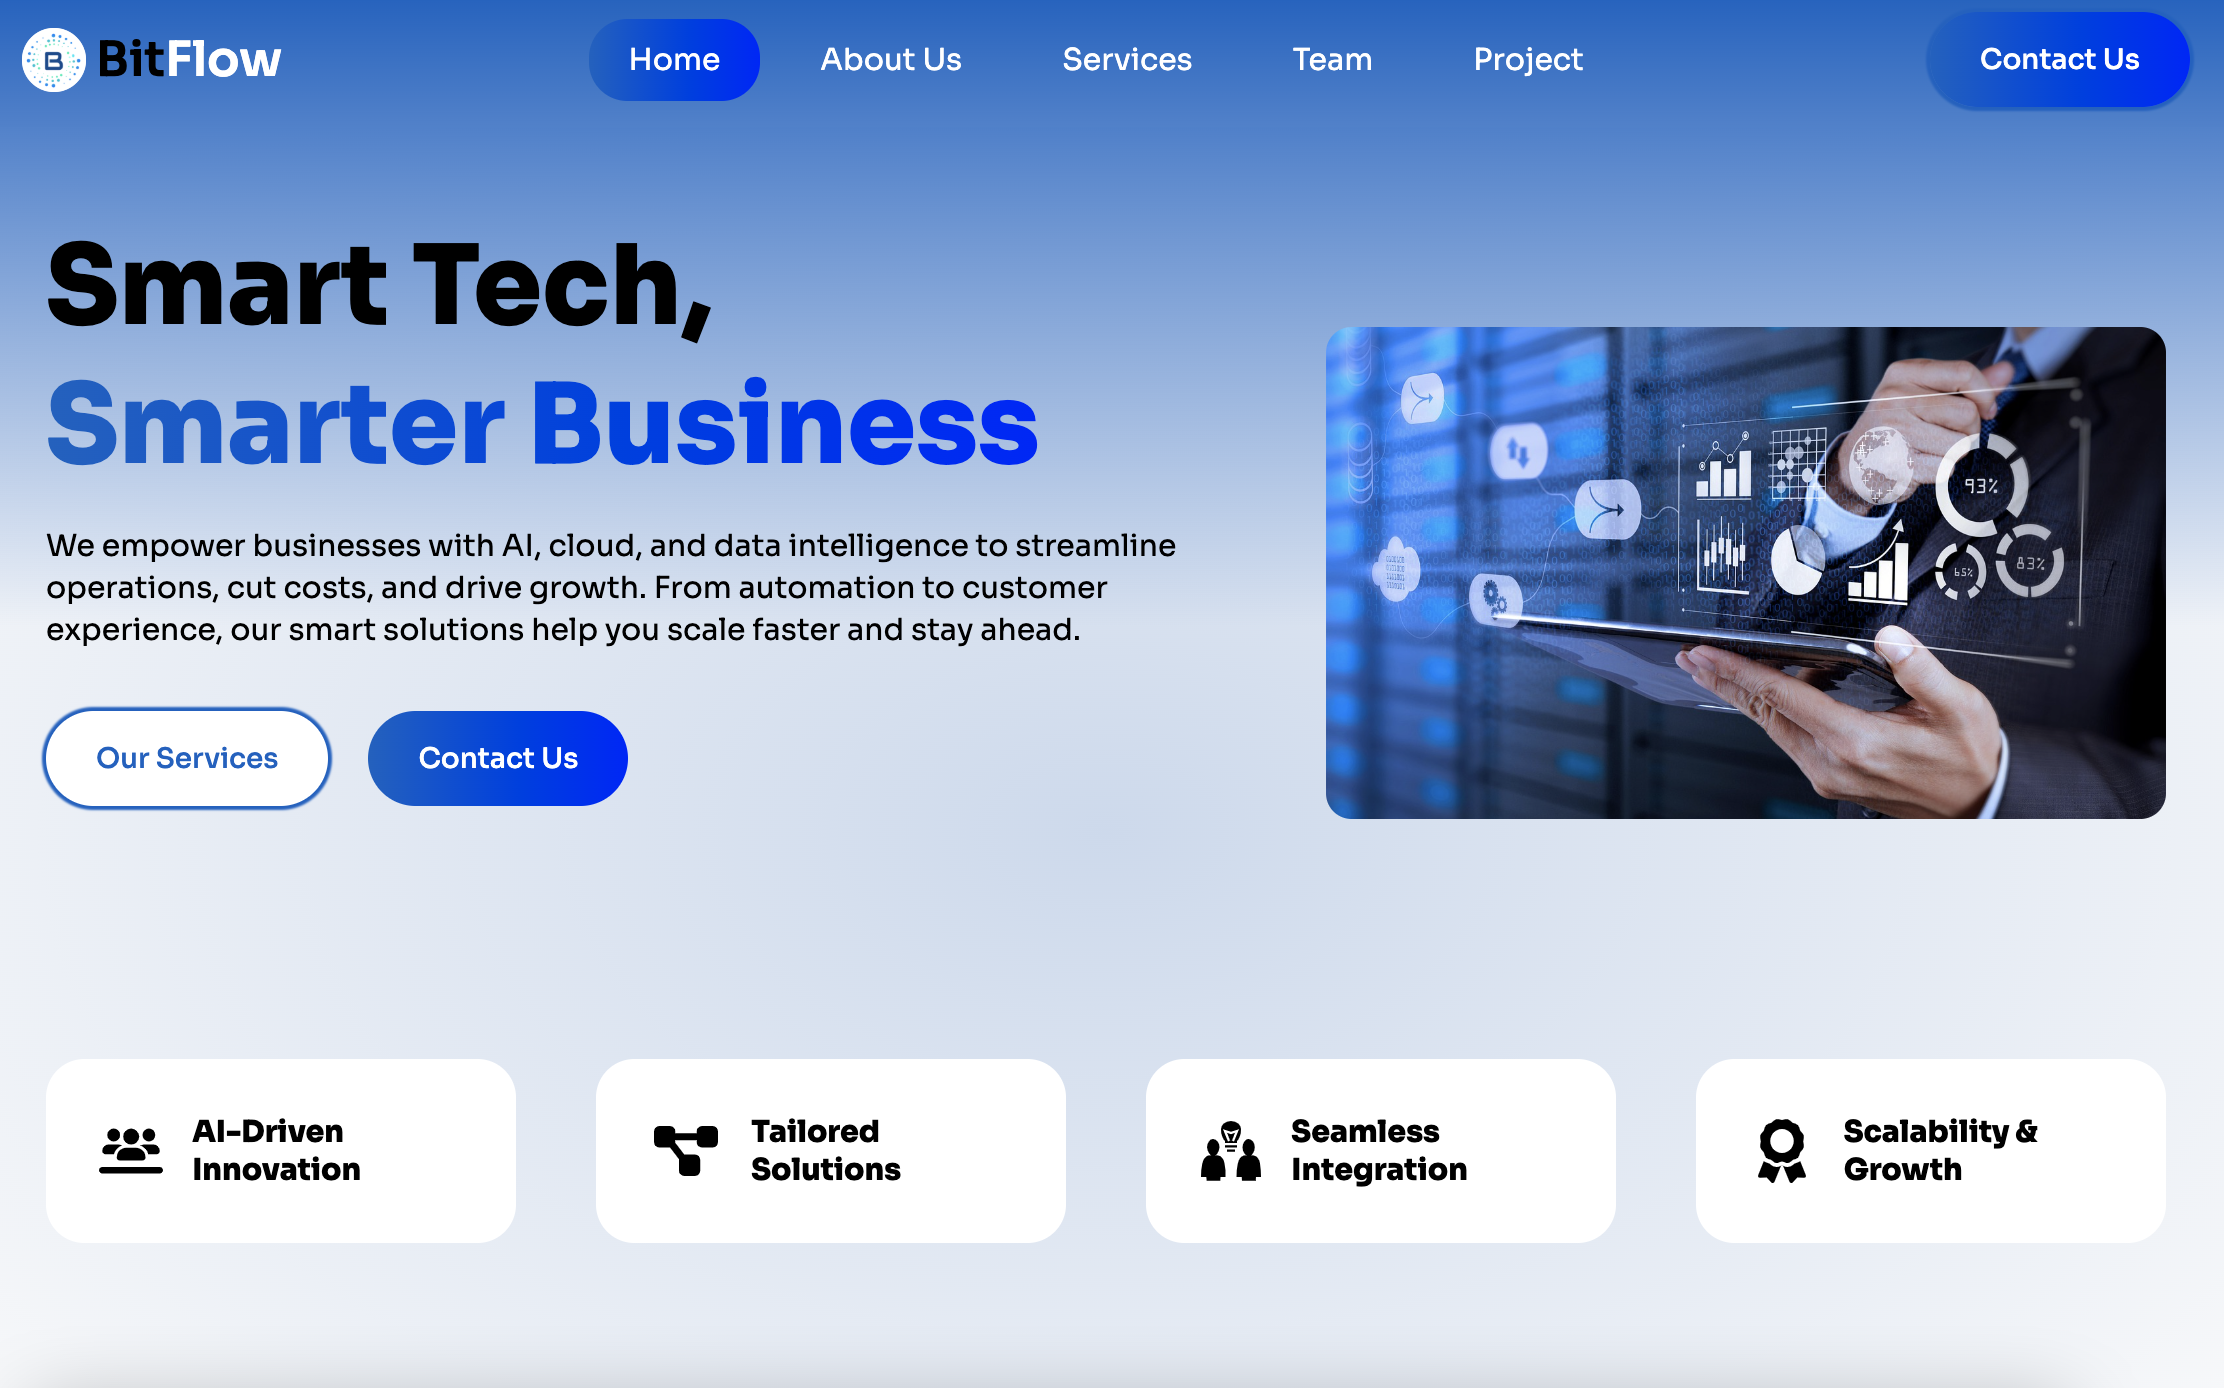 B BitFlow
Home
About Us
Services
Team
Project
Contact Us
Smart Tech,
Smarter Business
We empower businesses with AI, cloud, and data intelligence to streamline
operations, cut costs, and drive growth. From automation to customer
experience, our smart solutions help you scale faster and stay ahead.
93%
65%
83%
Our Services
Contact Us
AI-Driven
Innovation
Tailored
Solutions
Seamless
Integration
Scalability &
Growth